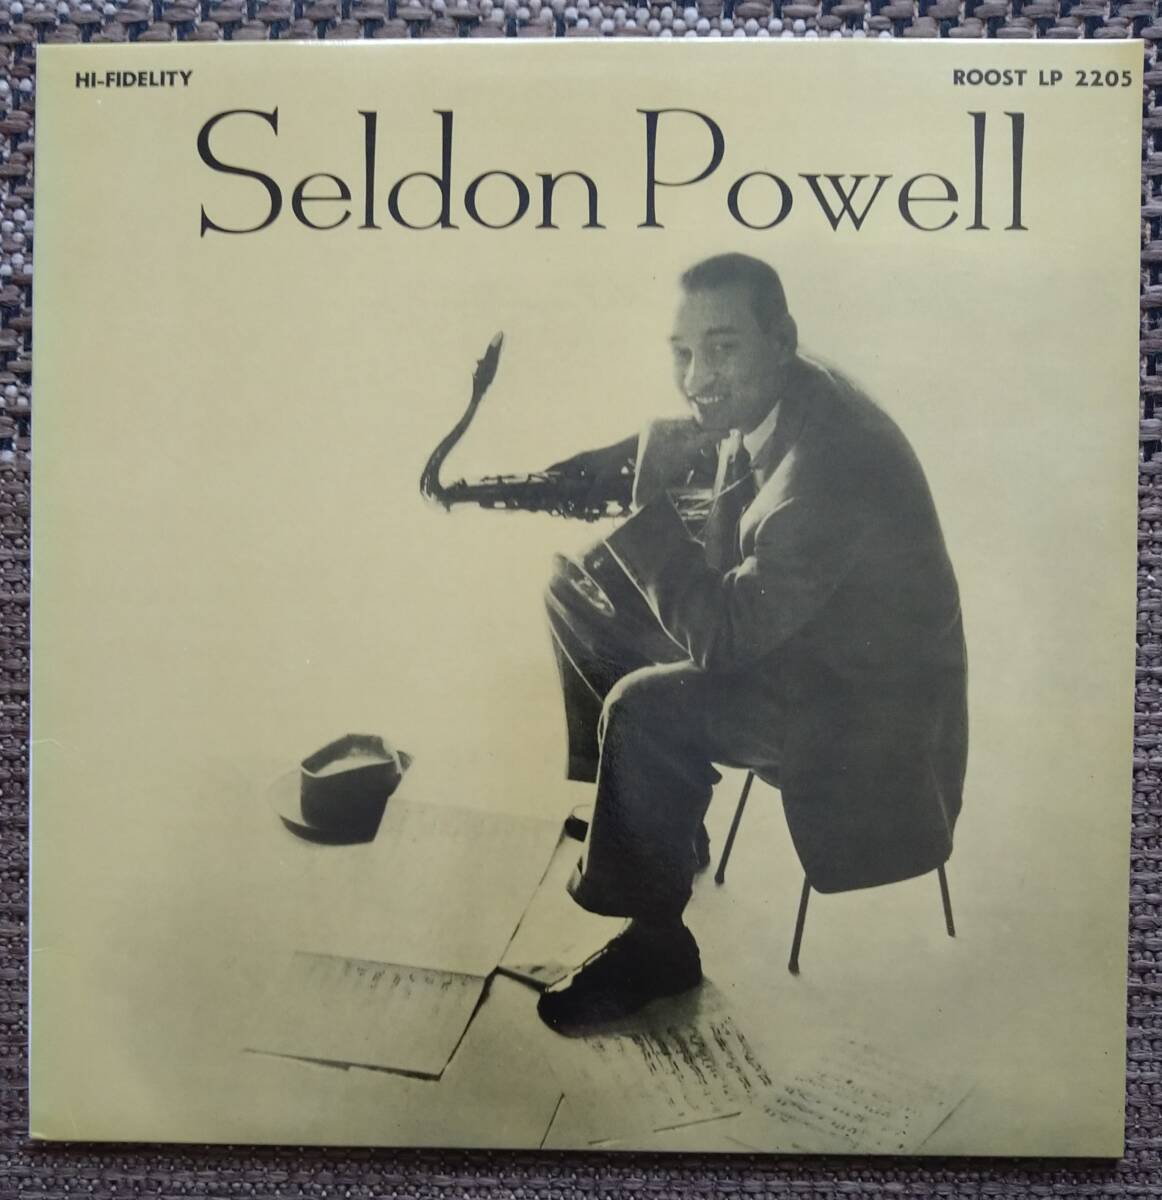 HI-FIDELITY
ROOST LP 2205
Seldon Powell